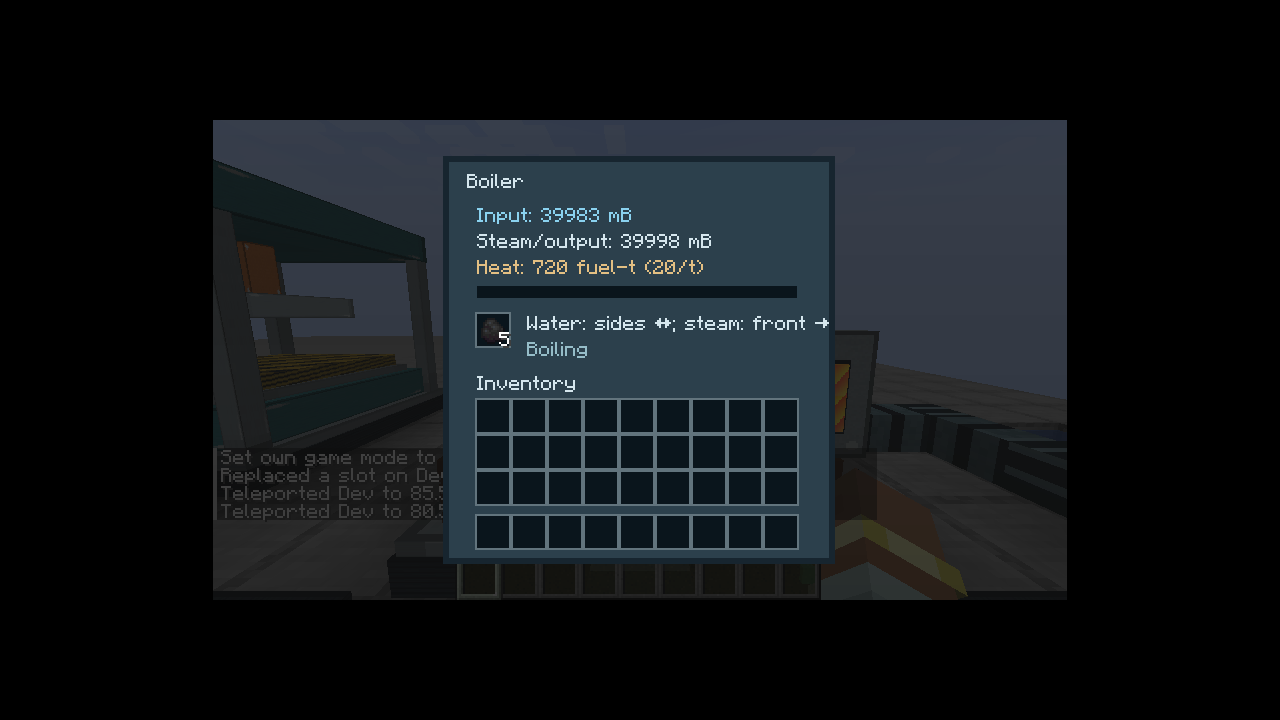 Boiler
Input: 39983 mB
Steam/output: 39998 mB
Heat: 720 fuel-t (20/t)
5
Water: sides ↔; steam: front →
Boiling
Inventory
Set own game mode to
Replaced a slot on De
Teleported Dev to 85.5
Teleported Dev to 80.5